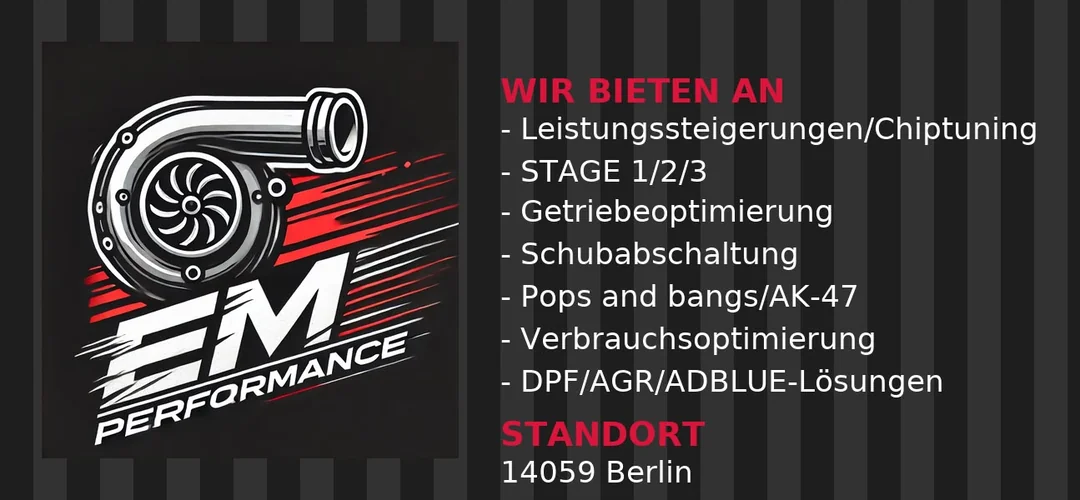 EM
PERFORMANCE
WIR BIETEN AN
- Leistungssteigerungen/Chiptuning
- STAGE 1/2/3
- Getriebeoptimierung
- Schubabschaltung
- Pops and bangs/AK-47
- Verbrauchsoptimierung
- DPF/AGR/ADBLUE-Lösungen
STANDORT
14059 Berlin